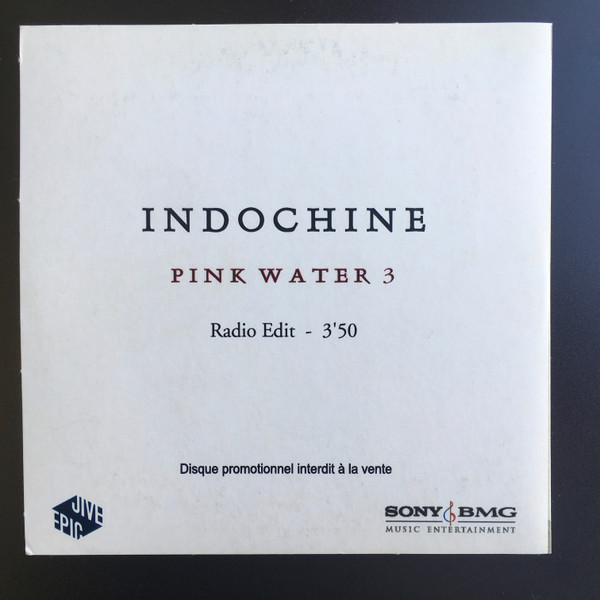 INDOCHINE
PINK WATER 3
Radio Edit - 3'50
Disque promotionnel interdit à la vente
JIVE
EPIC
SONY BMG
MUSIC ENTERTAINMENT